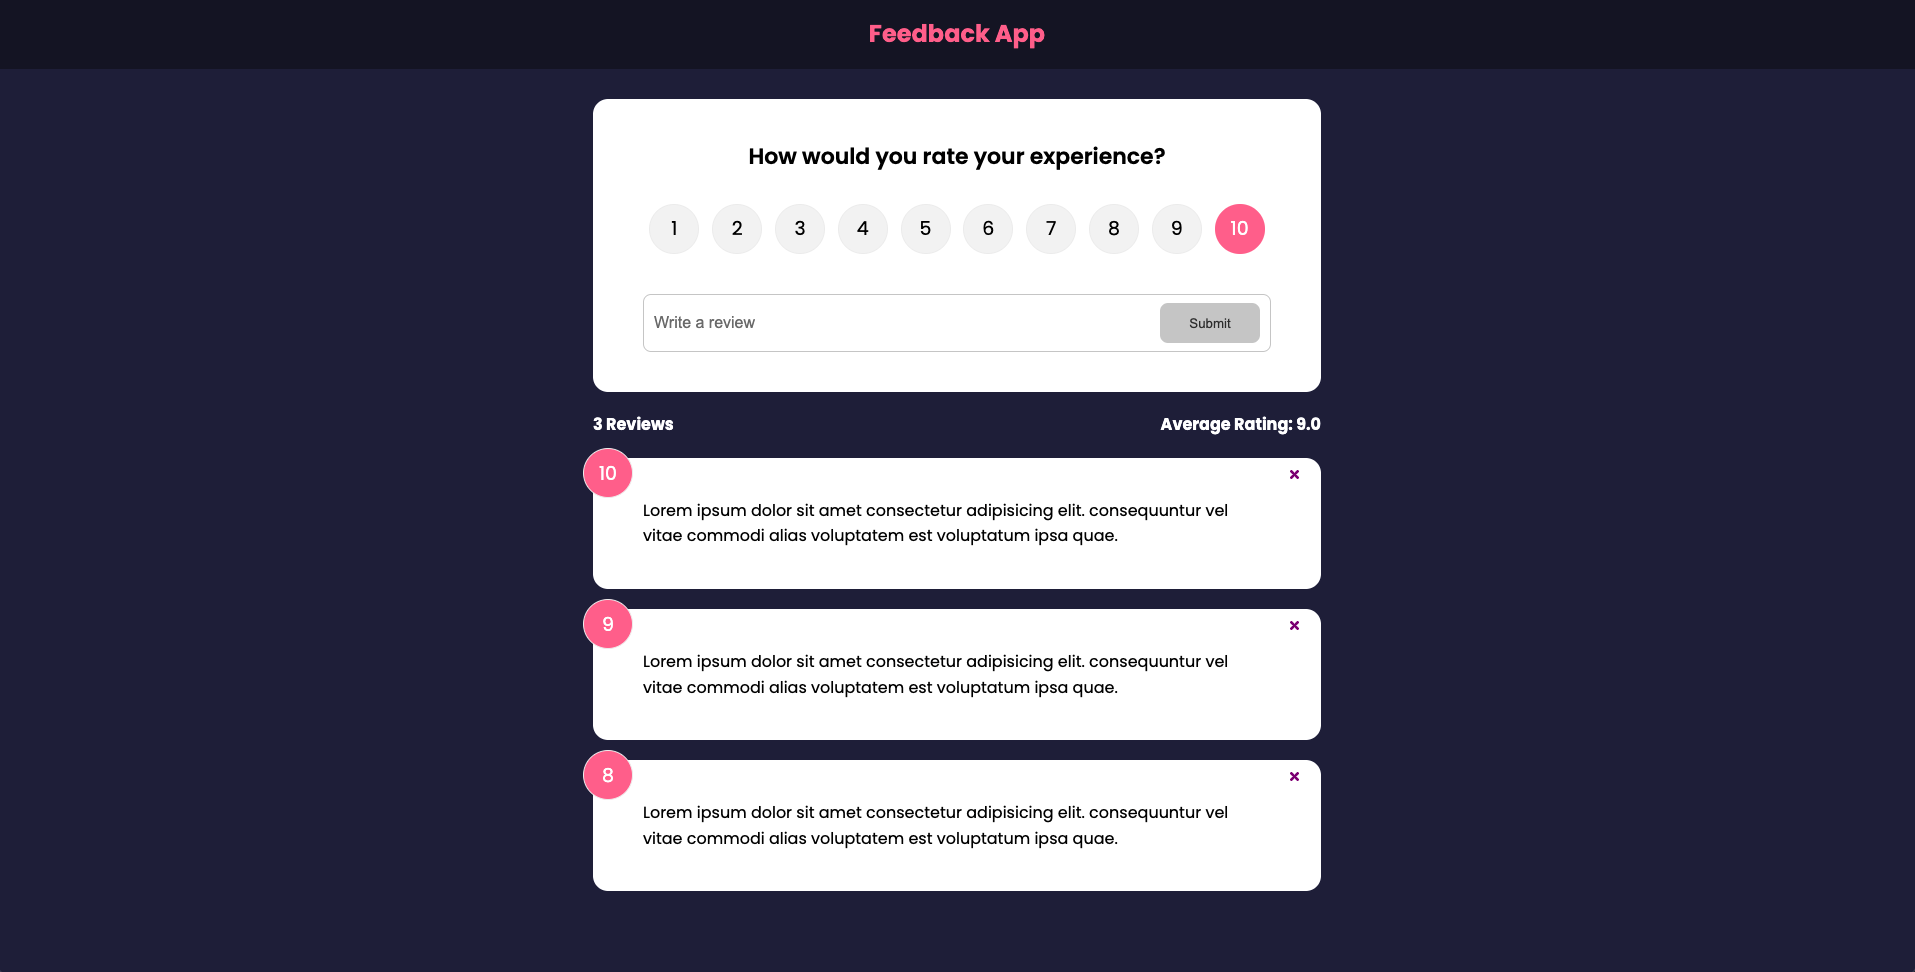 Feedback App
How would you rate your experience?
1 2 3 4 5 6 7 8 9 10
Write a review Submit
3 Reviews Average Rating: 9.0
10
Lorem ipsum dolor sit amet consectetur adipisicing elit. consequuntur vel
vitae commodi alias voluptatem est voluptatum ipsa quae.
9
Lorem ipsum dolor sit amet consectetur adipisicing elit. consequuntur vel
vitae commodi alias voluptatem est voluptatum ipsa quae.
8
Lorem ipsum dolor sit amet consectetur adipisicing elit. consequuntur vel
vitae commodi alias voluptatem est voluptatum ipsa quae.